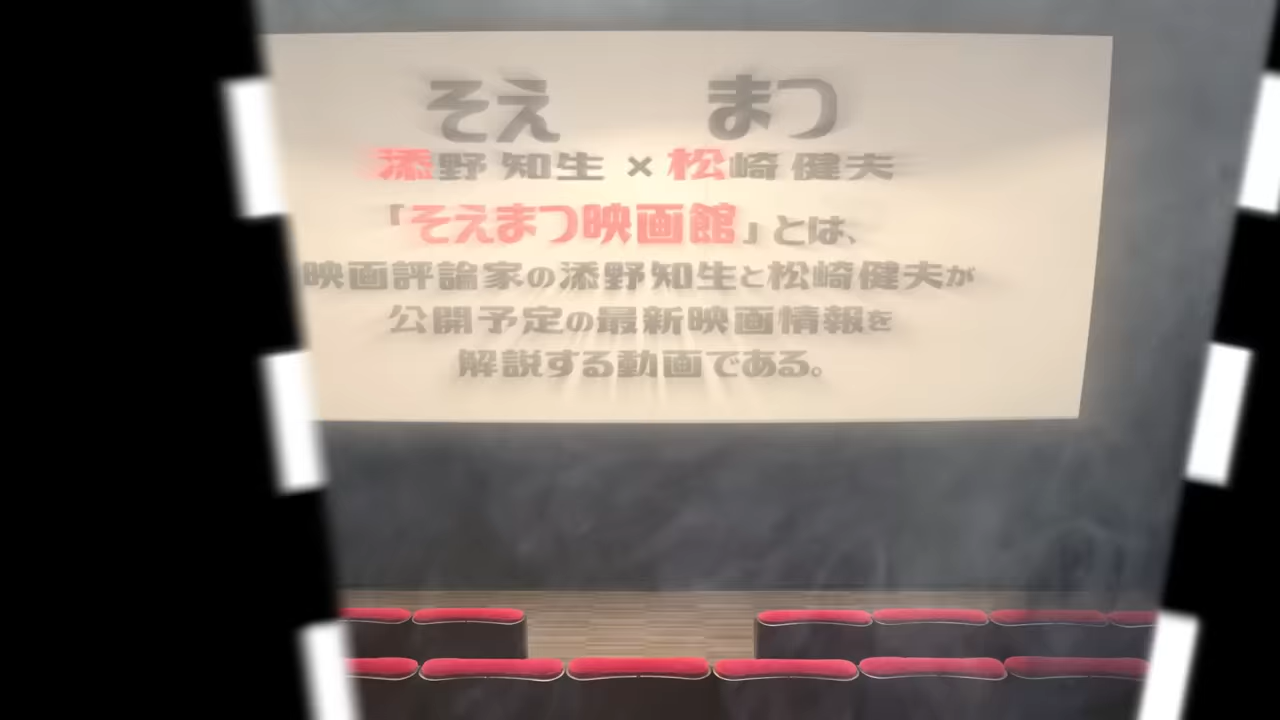 そえ まつ
添野 知生 × 松崎 健夫
「そえまつ映画館」とは、
映画評論家の添野知生と松崎健夫が
公開予定の最新映画情報を
解説する動画である。